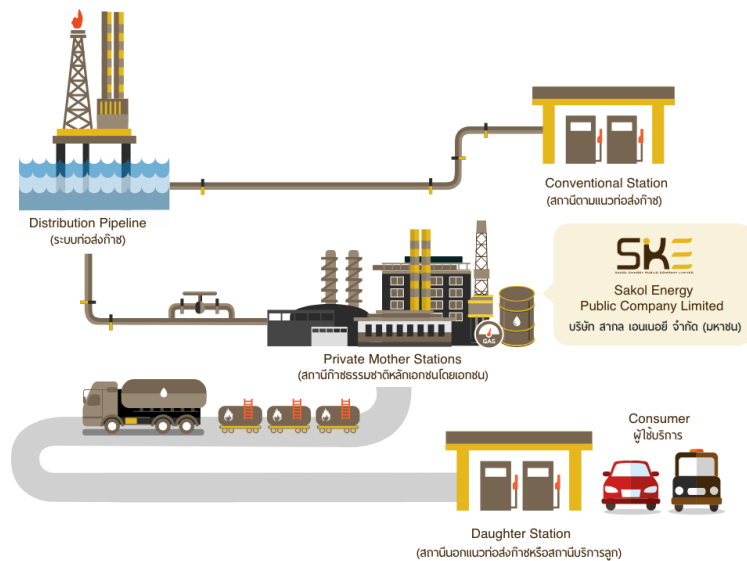 Conventional Station
(สถานีตามแนวท่อส่งก๊าซ)
Distribution Pipeline
(ระบบท่อส่งก๊าซ)
SKE
SAKOL ENERGY PUBLIC COMPANY LIMITED
Sakol Energy
Public Company Limited
บริษัท สากล เอนเนอยี จำกัด (มหาชน)
GAS
Private Mother Stations
(สถานีก๊าซธรรมชาติหลักเอกชนโดยเอกชน)
Consumer
ผู้ใช้บริการ
Daughter Station
(สถานีนอกแนวท่อส่งก๊าซหรือสถานีบริการลูก)